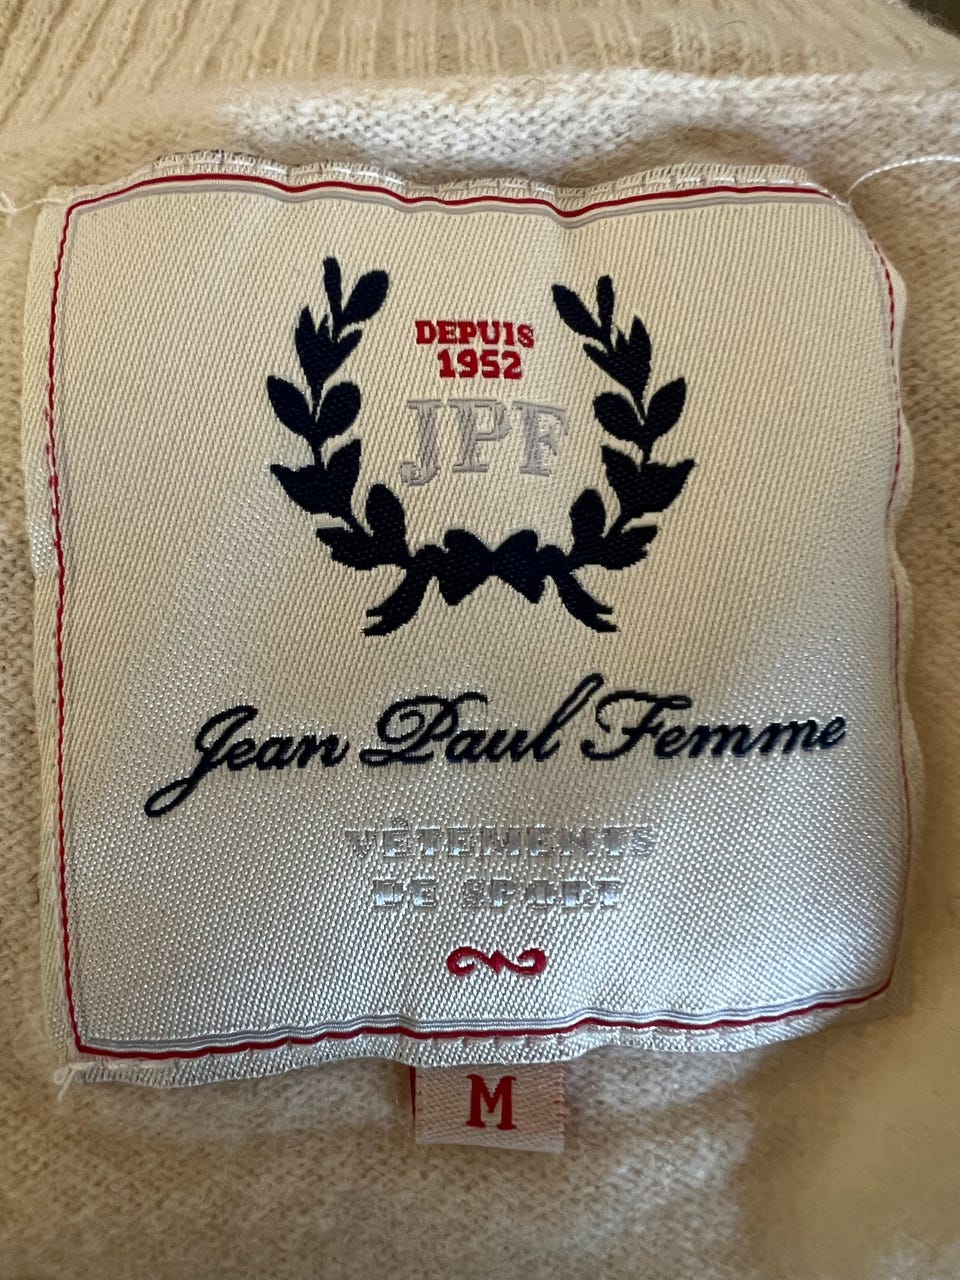 DEPUIS
1952
JPF
Jean Paul Femme
VÊTEMENTS
DE SPORT
M